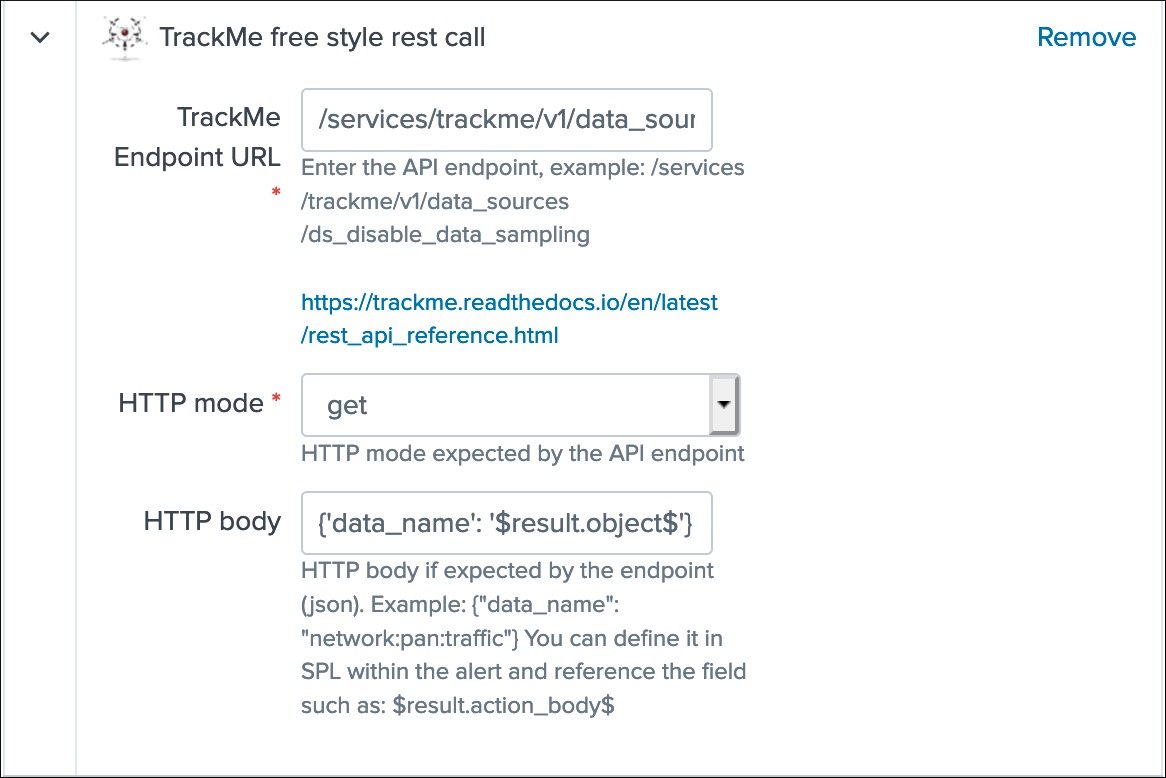 TrackMe free style rest call
Remove
TrackMe
Endpoint URL
*
/services/trackme/v1/data_sour
Enter the API endpoint, example: /services
/trackme/v1/data_sources
/ds_disable_data_sampling
https://trackme.readthedocs.io/en/latest
/rest_api_reference.html
HTTP mode *
get
HTTP mode expected by the API endpoint
HTTP body
{'data_name': '$result.object$'}
HTTP body if expected by the endpoint
(json). Example: {"data_name":
"network:pan:traffic"} You can define it in
SPL within the alert and reference the field
such as: $result.action_body$